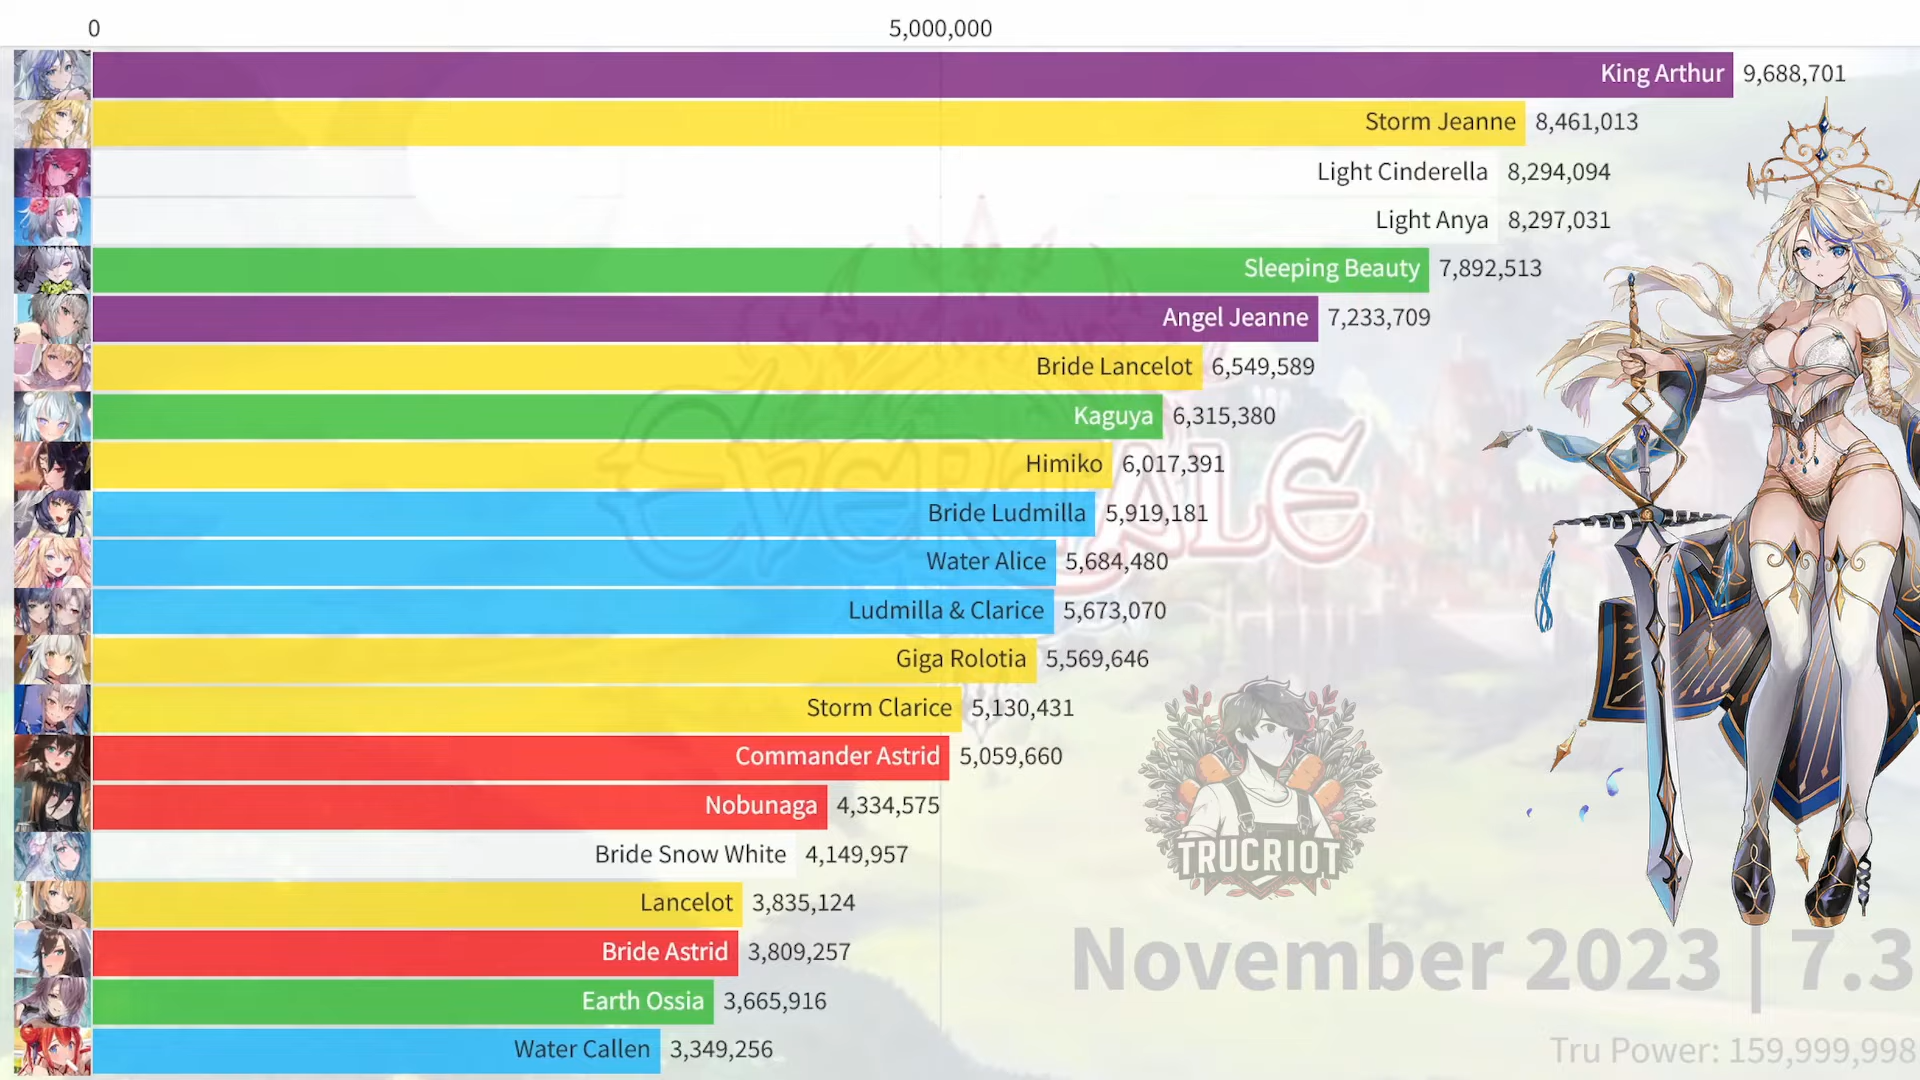 0 5,000,000
King Arthur 9,688,701
Storm Jeanne 8,461,013
Light Cinderella 8,294,094
Light Anya 8,297,031
Sleeping Beauty 7,892,513
Angel Jeanne 7,233,709
Bride Lancelot 6,549,589
Kaguya 6,315,380
Himiko 6,017,391
Bride Ludmilla 5,919,181
EVERTALE
Water Alice 5,684,480
Ludmilla & Clarice 5,673,070
Giga Rolotia 5,569,646
Storm Clarice 5,130,431
Commander Astrid 5,059,660
Nobunaga 4,334,575
Bride Snow White 4,149,957
TRUCRIOT
Lancelot 3,835,124
Bride Astrid 3,809,257
November 2023 | 7.3
Earth Ossia 3,665,916
Water Callen 3,349,256
Tru Power: 159,999,998